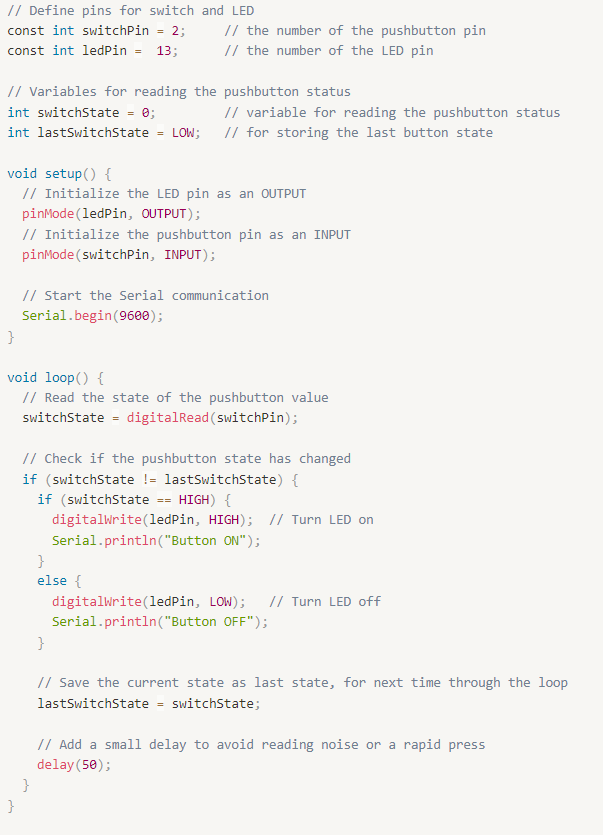 // Define pins for switch and LED
const int switchPin = 2;     // the number of the pushbutton pin
const int ledPin =  13;      // the number of the LED pin

// Variables for reading the pushbutton status
int switchState = 0;         // variable for reading the pushbutton status
int lastSwitchState = LOW;   // for storing the last button state

void setup() {
  // Initialize the LED pin as an OUTPUT
  pinMode(ledPin, OUTPUT);
  // Initialize the pushbutton pin as an INPUT
  pinMode(switchPin, INPUT);

  // Start the Serial communication
  Serial.begin(9600);
}

void loop() {
  // Read the state of the pushbutton value
  switchState = digitalRead(switchPin);

  // Check if the pushbutton state has changed
  if (switchState != lastSwitchState) {
    if (switchState == HIGH) {
      digitalWrite(ledPin, HIGH);  // Turn LED on
      Serial.println("Button ON");
    }
    else {
      digitalWrite(ledPin, LOW);   // Turn LED off
      Serial.println("Button OFF");
    }

    // Save the current state as last state, for next time through the loop
    lastSwitchState = switchState;

    // Add a small delay to avoid reading noise or a rapid press
    delay(50);
  }
}